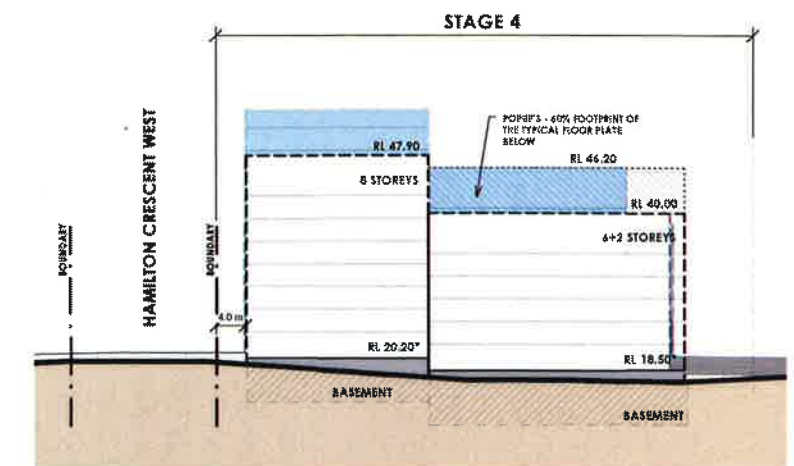 STAGE 4
HAMILTON CRESCENT WEST
BOUNDARY
BOUNDARY
POPUP'S - 60% FOOTPRINT OF
THE TYPICAL FLOOR PLATE
BELOW
RL 47.90
RL 46.20
8 STOREYS
RL 40.00
6+2 STOREYS
4.0 m
RL 20.20*
RL 18.50*
BASEMENT
BASEMENT